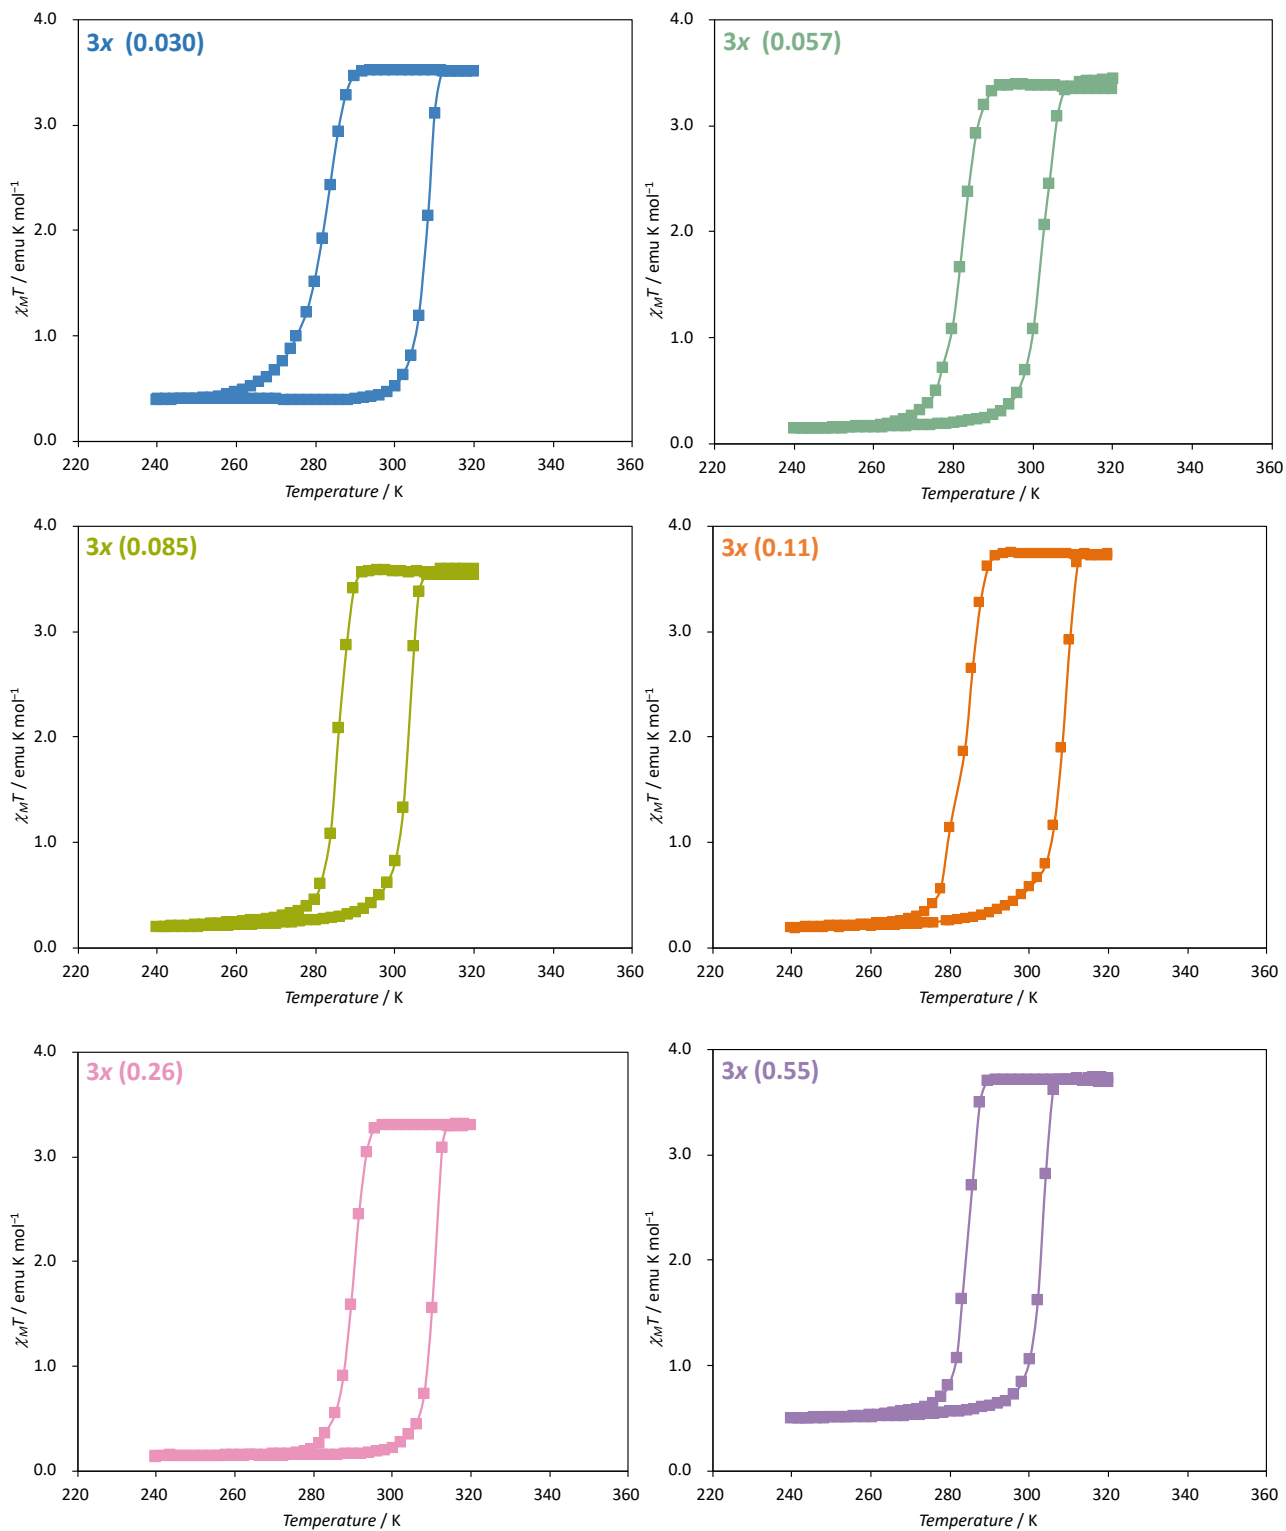 3x (0.030)
4.0
3.0
2.0
1.0
0.0
χMT / emu K mol⁻¹
220 240 260 280 300 320 340 360
Temperature / K
3x (0.057)
4.0
3.0
2.0
1.0
0.0
χMT / emu K mol⁻¹
220 240 260 280 300 320 340 360
Temperature / K
3x (0.085)
4.0
3.0
2.0
1.0
0.0
χMT / emu K mol⁻¹
220 240 260 280 300 320 340 360
Temperature / K
3x (0.11)
4.0
3.0
2.0
1.0
0.0
χMT / emu K mol⁻¹
220 240 260 280 300 320 340 360
Temperature / K
3x (0.26)
4.0
3.0
2.0
1.0
0.0
χMT / emu K mol⁻¹
220 240 260 280 300 320 340 360
Temperature / K
3x (0.55)
4.0
3.0
2.0
1.0
0.0
χMT / emu K mol⁻¹
220 240 260 280 300 320 340 360
Temperature / K